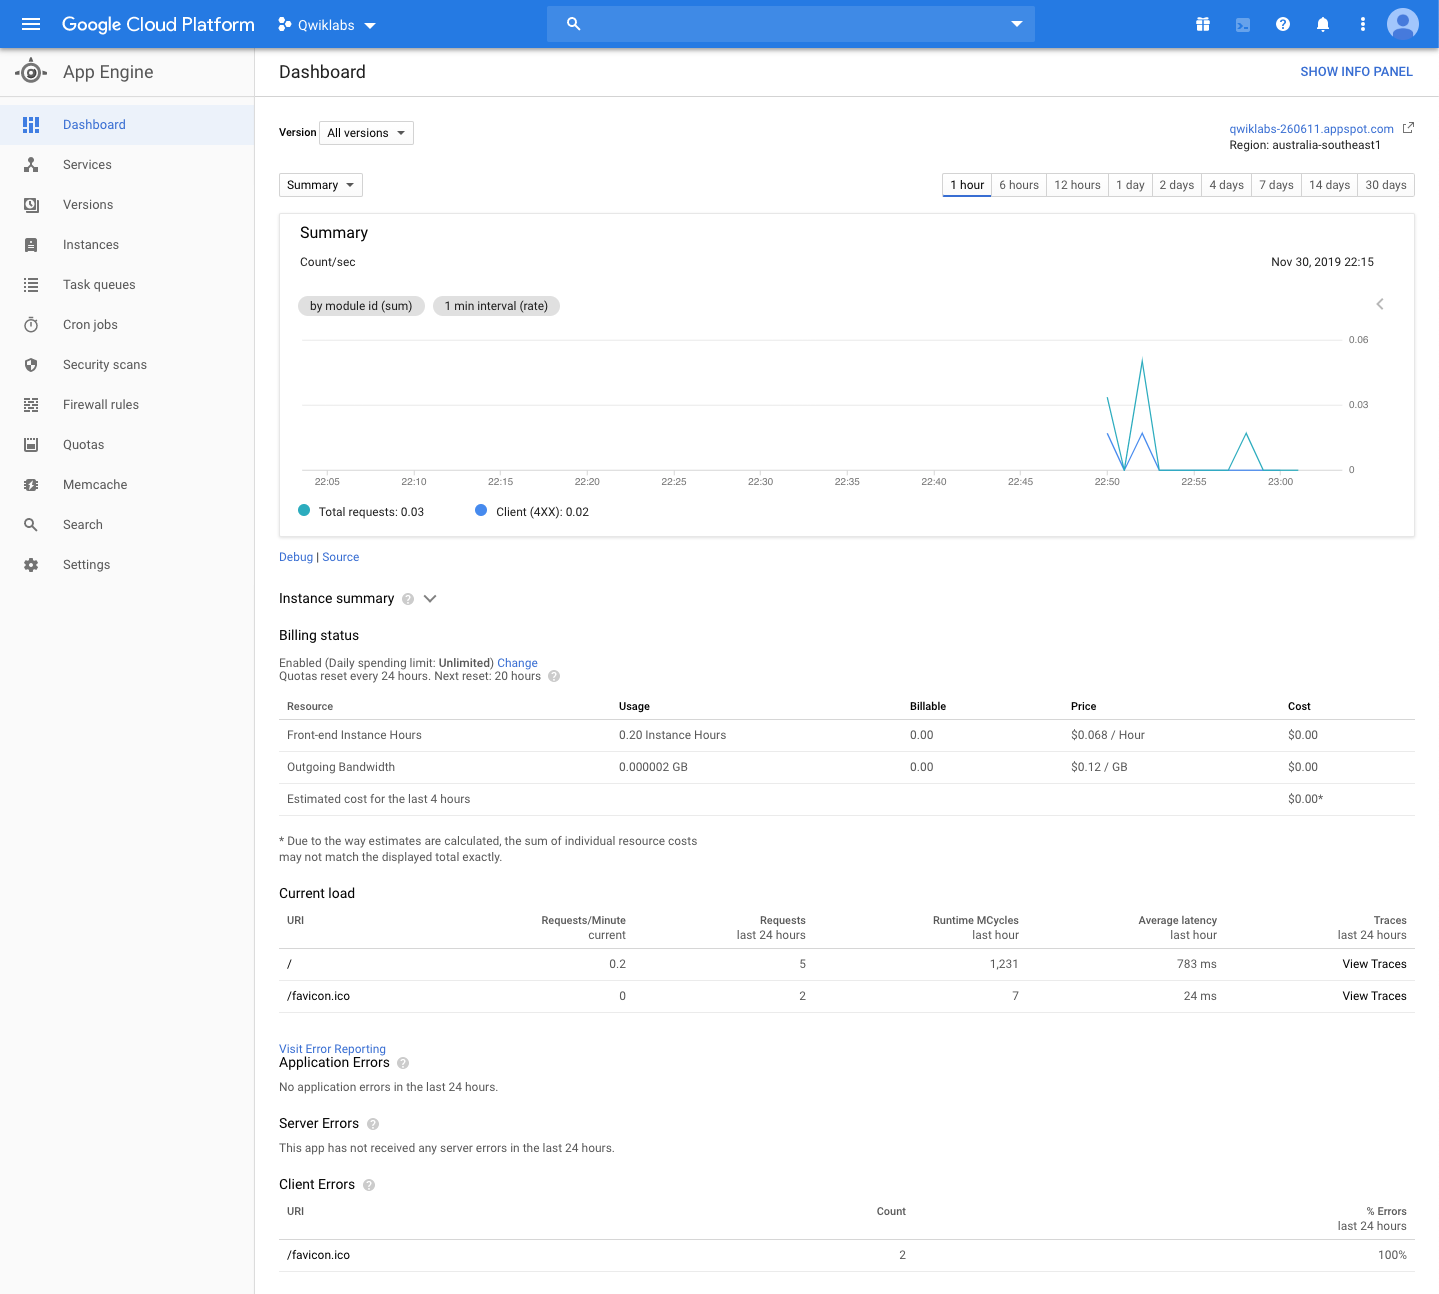 Google Cloud Platform
Qwiklabs
App Engine
Dashboard
SHOW INFO PANEL
Dashboard
Services
Versions
Instances
Task queues
Cron jobs
Security scans
Firewall rules
Quotas
Memcache
Search
Settings
Version All versions
qwiklabs-260611.appspot.com
Region: australia-southeast1
Summary
1 hour 6 hours 12 hours 1 day 2 days 4 days 7 days 14 days 30 days
Summary
Count/sec Nov 30, 2019 22:15
by module id (sum) 1 min interval (rate)
0.06
0.03
0
22:05 22:10 22:15 22:20 22:25 22:30 22:35 22:40 22:45 22:50 22:55 23:00
Total requests: 0.03 Client (4XX): 0.02
Debug | Source
Instance summary ?
Billing status
Enabled (Daily spending limit: Unlimited) Change
Quotas reset every 24 hours. Next reset: 20 hours ?
Resource Usage Billable Price Cost
Front-end Instance Hours 0.20 Instance Hours 0.00 $0.068 / Hour $0.00
Outgoing Bandwidth 0.000002 GB 0.00 $0.12 / GB $0.00
Estimated cost for the last 4 hours $0.00*
* Due to the way estimates are calculated, the sum of individual resource costs
may not match the displayed total exactly.
Current load
URI Requests/Minute Requests Runtime MCycles Average latency Traces
current last 24 hours last hour last hour last 24 hours
/ 0.2 5 1,231 783 ms View Traces
/favicon.ico 0 2 7 24 ms View Traces
Visit Error Reporting
Application Errors ?
No application errors in the last 24 hours.
Server Errors ?
This app has not received any server errors in the last 24 hours.
Client Errors ?
URI Count % Errors
last 24 hours
/favicon.ico 2 100%